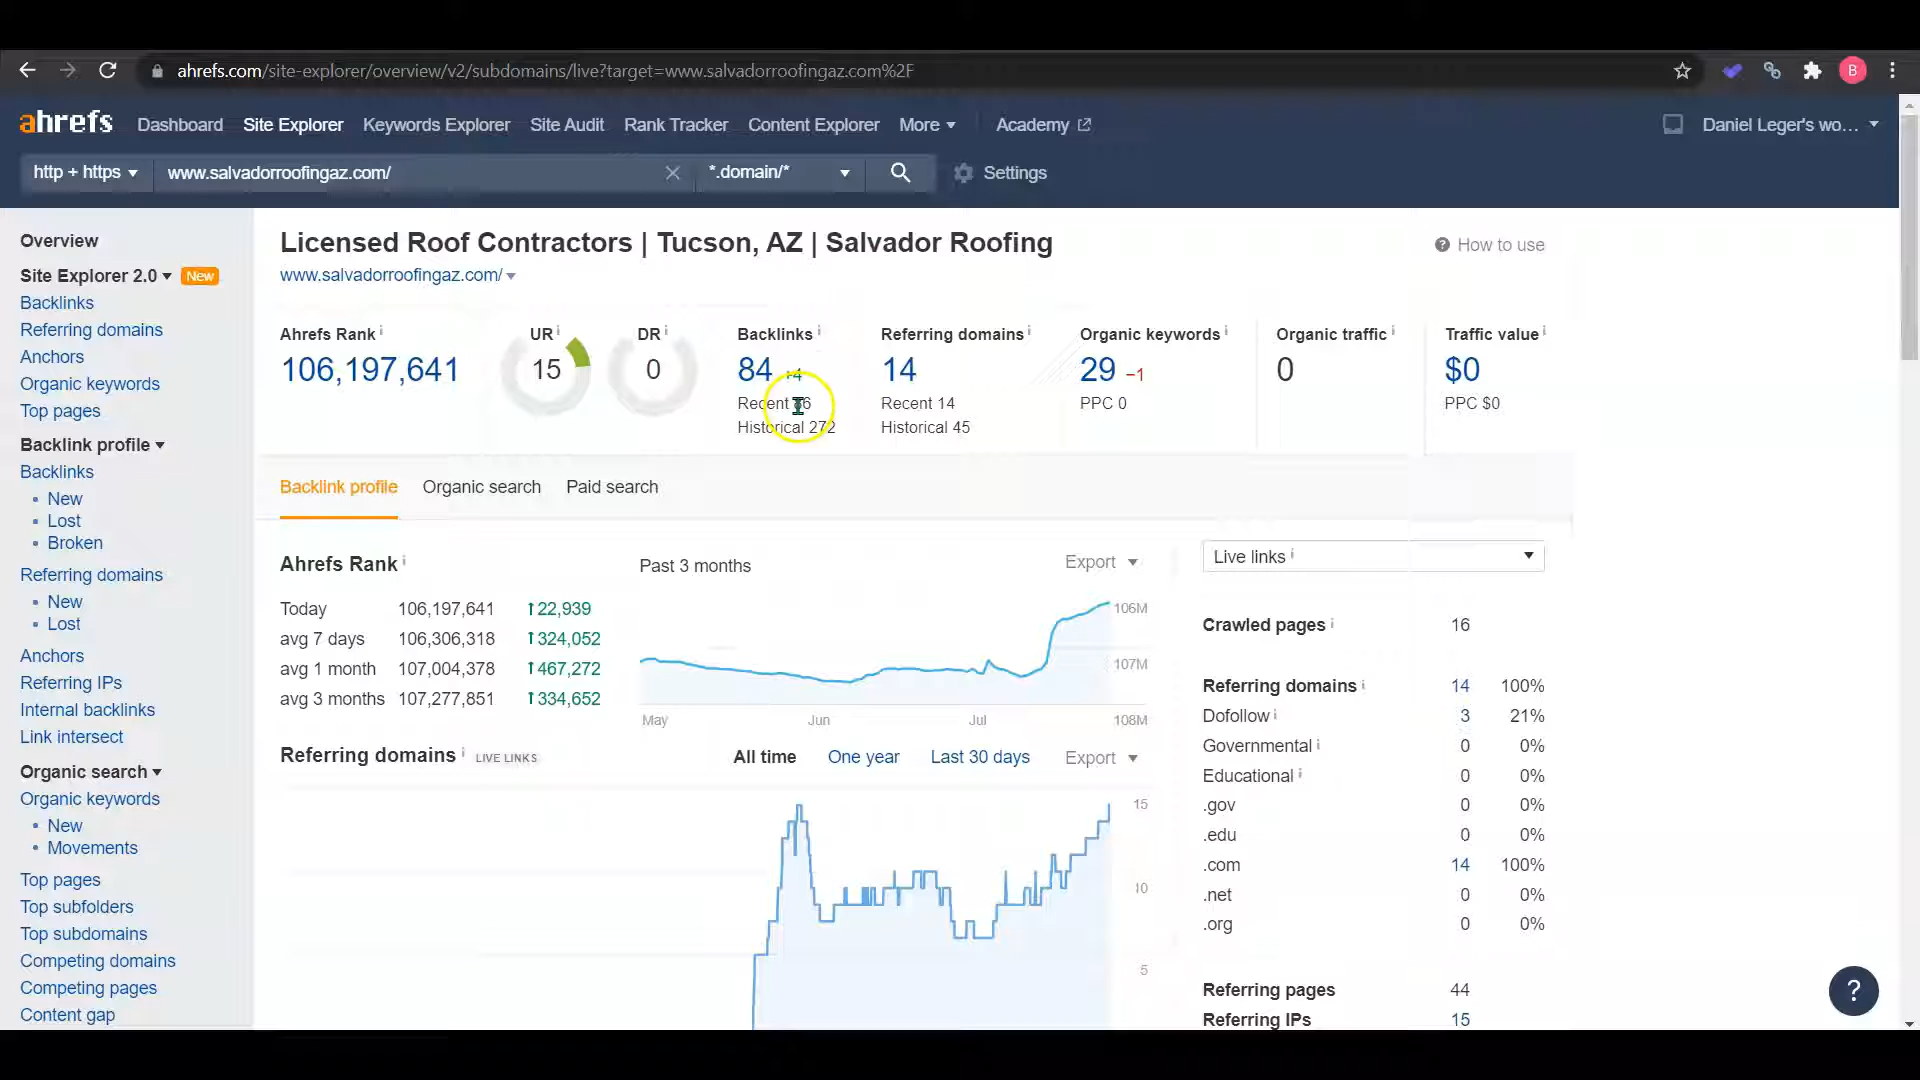 ahrefs.com/site-explorer/overview/v2/subdomains/live?target=www.salvadorroofingaz.com%2F
B
ahrefs Dashboard Site Explorer Keywords Explorer Site Audit Rank Tracker Content Explorer More Academy Daniel Leger's wo...
http + https www.salvadorroofingaz.com/ *.domain/* Settings
Overview
Site Explorer 2.0 New
Backlinks
Referring domains
Anchors
Organic keywords
Top pages
Backlink profile
Backlinks
New
Lost
Broken
Referring domains
New
Lost
Anchors
Referring IPs
Internal backlinks
Link intersect
Organic search
Organic keywords
New
Movements
Top pages
Top subfolders
Top subdomains
Competing domains
Competing pages
Content gap
Licensed Roof Contractors | Tucson, AZ | Salvador Roofing
? How to use
www.salvadorroofingaz.com/
Ahrefs Rank i
106,197,641
UR i
15
DR i
0
Backlinks i
84
Recent
Historical 272
Referring domains i
14
Recent 14
Historical 45
Organic keywords i
29 −1
PPC 0
Organic traffic i
0
Traffic value i
$0
PPC $0
Backlink profile Organic search Paid search
Ahrefs Rank i
Past 3 months Export
Today 106,197,641 ↑22,939
avg 7 days 106,306,318 ↑324,052
avg 1 month 107,004,378 ↑467,272
avg 3 months 107,277,851 ↑334,652
106M
107M
May Jun Jul 108M
Referring domains i LIVE LINKS All time One year Last 30 days Export
15
10
5
Live links i
Crawled pages i 16
Referring domains i 14 100%
Dofollow i 3 21%
Governmental i 0 0%
Educational i 0 0%
.gov 0 0%
.edu 0 0%
.com 14 100%
.net 0 0%
.org 0 0%
Referring pages 44
Referring IPs 15
?